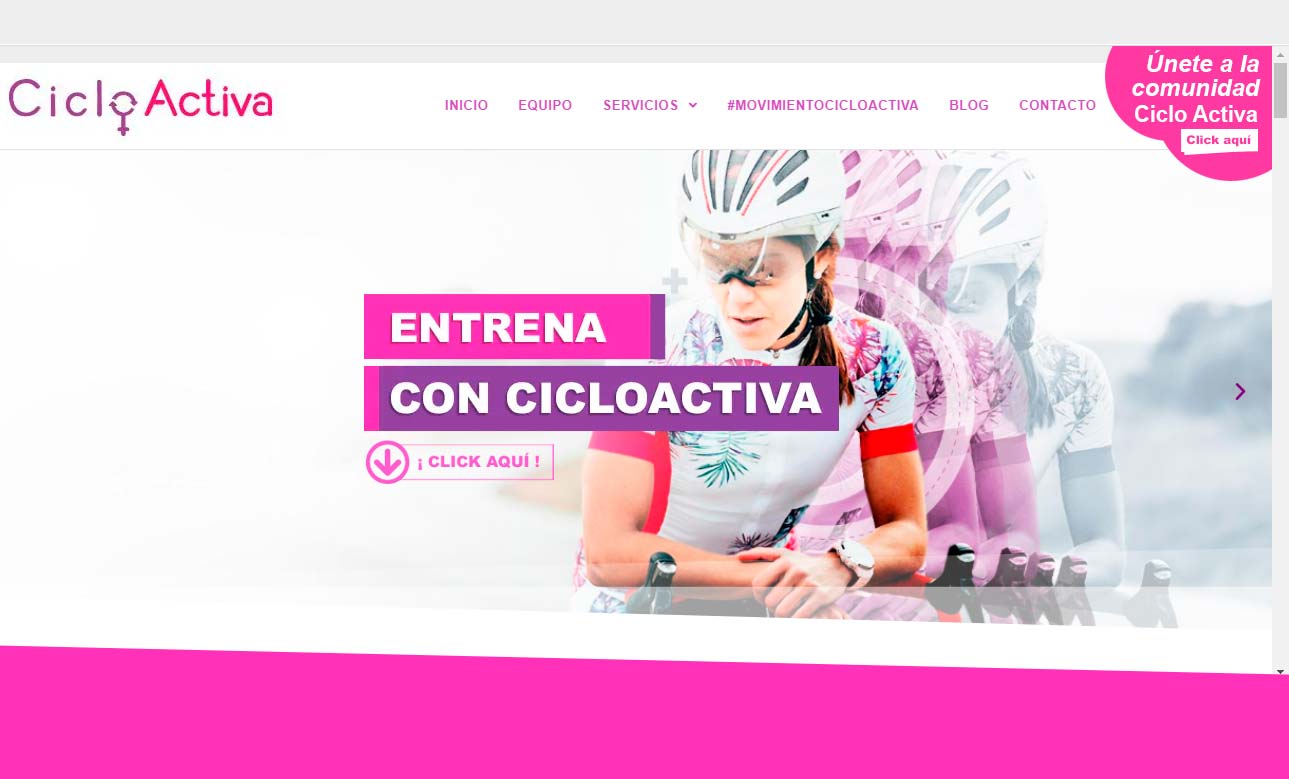 CicloActiva
INICIO EQUIPO SERVICIOS #MOVIMIENTOCICLOACTIVA BLOG CONTACTO
Únete a la
comunidad
Ciclo Activa
Click aquí
ENTRENA
CON CICLOACTIVA
¡ CLICK AQUÍ !